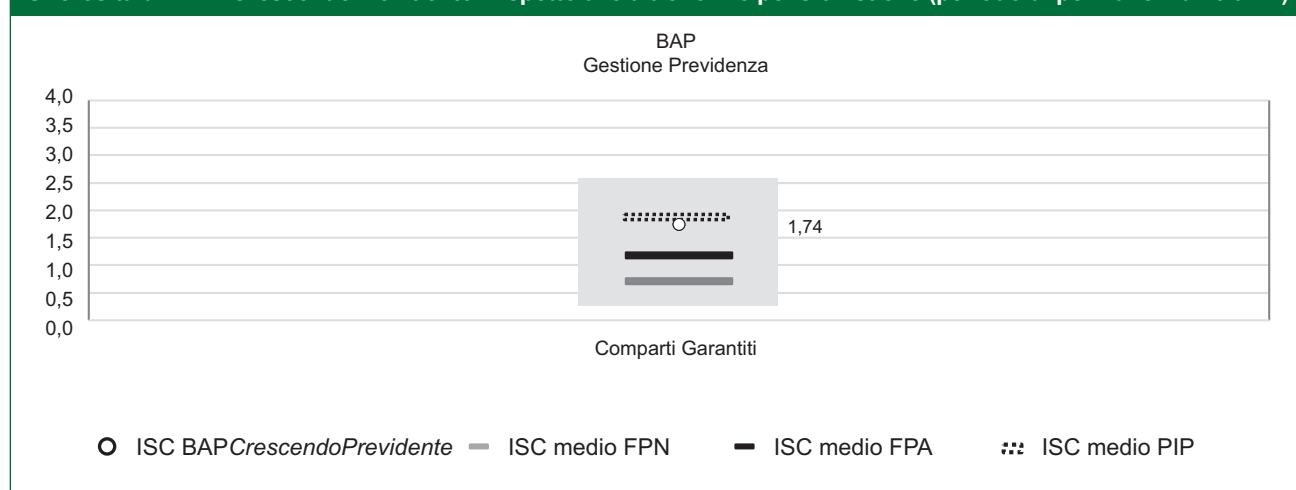 BAP
Gestione Previdenza
4,0
3,5
3,0
2,5
2,0
1,5
1,0
0,5
0,0
1,74
Comparti Garantiti
ISC BAPCrescendoPrevidente ISC medio FPN ISC medio FPA ISC medio PIP